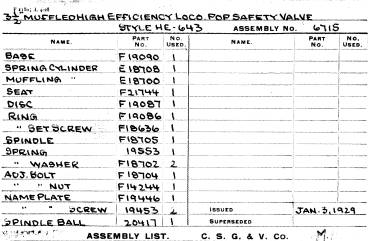 3½ MUFFLED HIGH EFFICIENCY LOCO. POP SAFETY VALVE
STYLE HE-643 ASSEMBLY NO. 6715
NAME. PART NO. NO. USED. NAME. PART NO. NO. USED.
BASE F19090 1
SPRING CYLINDER E18708 1
MUFFLING " E18700 1
SEAT F21744 1
DISC F19087 1
RING F19086 1
" SET SCREW F18636 1
SPINDLE F18705 1
SPRING 19553 1
" WASHER F18702 2
ADJ. BOLT F18704 1
" " NUT F14244 1
NAME PLATE F19446 1
" " SCREW 19453 2 ISSUED JAN. 3, 1929
SPINDLE BALL 20417 1 SUPERSEDED
ASSEMBLY LIST. C. S. G. & V. Co. M.